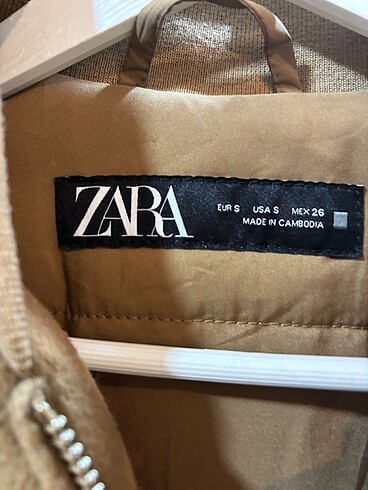 ZARA
EUR S USA S MEX 26
MADE IN CAMBODIA